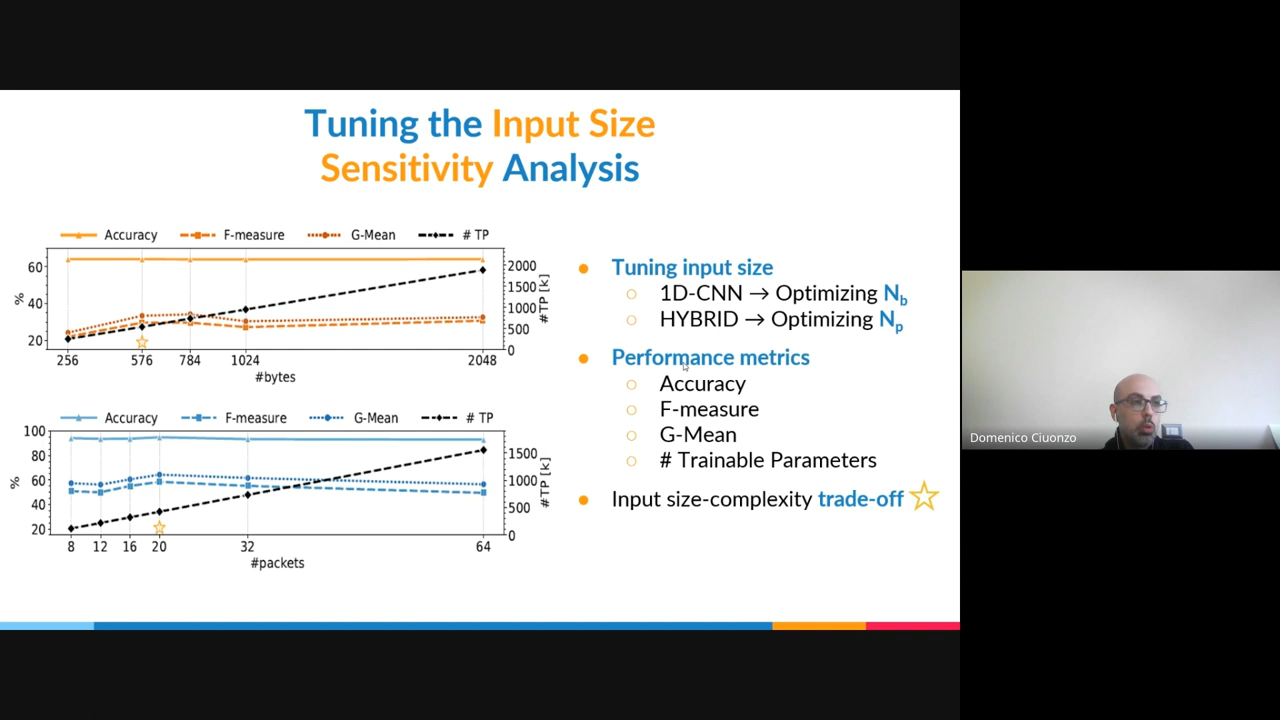 Tuning the Input Size
Sensitivity Analysis
Accuracy F-measure G-Mean # TP
%
60
40
20
2000
1500
1000
500
0
#TP [k]
256 576 784 1024 2048
#bytes
Accuracy F-measure G-Mean # TP
%
100
80
60
40
20
1500
1000
500
0
#TP [k]
8 12 16 20 32 64
#packets
Tuning input size
1D-CNN → Optimizing Nb
HYBRID → Optimizing Np
Performance metrics
Accuracy
F-measure
G-Mean
# Trainable Parameters
Input size-complexity trade-off
Domenico Ciuonzo